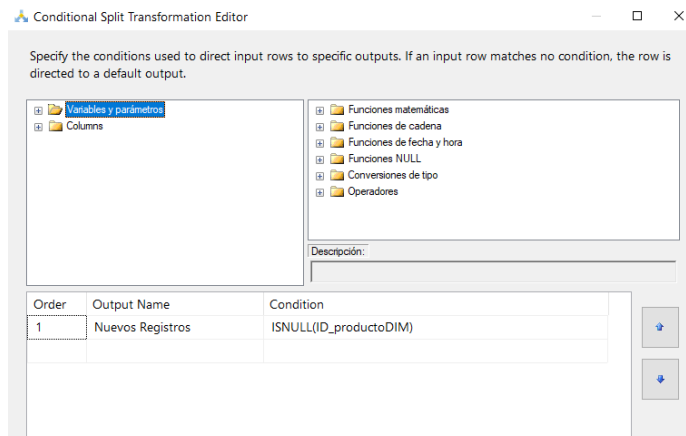 Conditional Split Transformation Editor
Specify the conditions used to direct input rows to specific outputs. If an input row matches no condition, the row is
directed to a default output.
Variables y parámetros
Columns
Funciones matemáticas
Funciones de cadena
Funciones de fecha y hora
Funciones NULL
Conversiones de tipo
Operadores
Descripción:
Order Output Name Condition
1 Nuevos Registros ISNULL(ID_productoDIM)